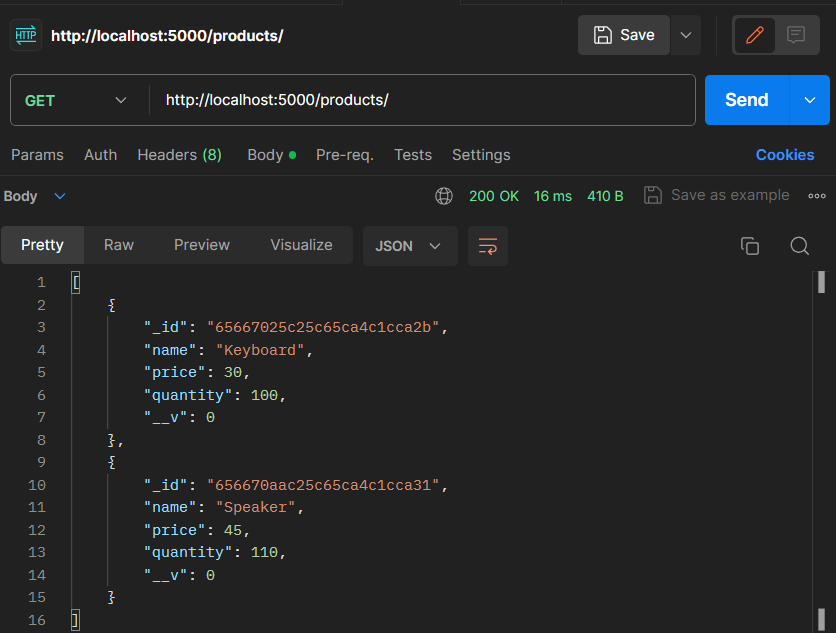 HTTP http://localhost:5000/products/ Save
GET http://localhost:5000/products/ Send
Params Auth Headers (8) Body Pre-req. Tests Settings Cookies
Body 200 OK 16 ms 410 B Save as example
Pretty Raw Preview Visualize JSON
1 [
2 {
3 "_id": "65667025c25c65ca4c1cca2b",
4 "name": "Keyboard",
5 "price": 30,
6 "quantity": 100,
7 "__v": 0
8 },
9 {
10 "_id": "656670aac25c65ca4c1cca31",
11 "name": "Speaker",
12 "price": 45,
13 "quantity": 110,
14 "__v": 0
15 }
16 ]